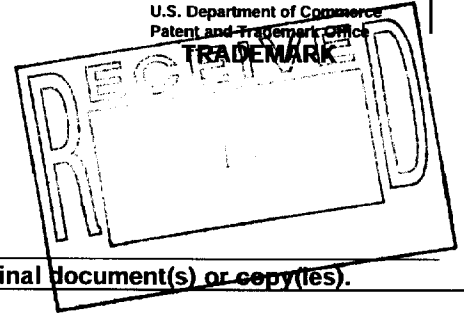 U.S. Department of Commerce
Patent and Trademark Office
TRADEMARK
RECEIVED
inal document(s) or copy(ies).